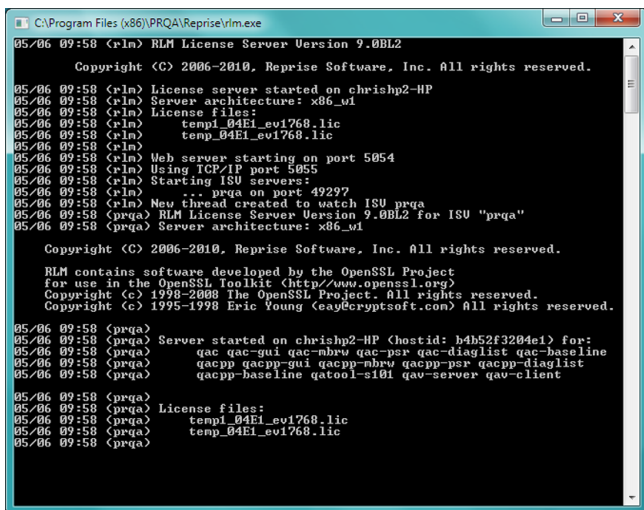 C:\Program Files (x86)\PRQA\Reprise\rlm.exe
05/06 09:58 (rlm) RLM License Server Version 9.0BL2
Copyright (C) 2006-2010, Reprise Software, Inc. All rights reserved.
05/06 09:58 (rlm) License server started on chrishp2-HP
05/06 09:58 (rlm) Server architecture: x86_w1
05/06 09:58 (rlm) License files:
05/06 09:58 (rlm) temp1_04E1_ev1768.lic
05/06 09:58 (rlm) temp_04E1_ev1768.lic
05/06 09:58 (rlm)
05/06 09:58 (rlm) Web server starting on port 5054
05/06 09:58 (rlm) Using TCP/IP port 5055
05/06 09:58 (rlm) Starting ISV servers:
05/06 09:58 (rlm) ... prqa on port 49297
05/06 09:58 (rlm) New thread created to watch ISV prqa
05/06 09:58 (prqa) RLM License Server Version 9.0BL2 for ISV "prqa"
05/06 09:58 (prqa) Server architecture: x86_w1
Copyright (C) 2006-2010, Reprise Software, Inc. All rights reserved.
RLM contains software developed by the OpenSSL Project
for use in the OpenSSL Toolkit (http//www.openssl.org)
Copyright (c) 1998-2008 The OpenSSL Project. All rights reserved.
Copyright (c) 1995-1998 Eric Young (eay@cryptsoft.com) All rights reserved.
05/06 09:58 (prqa)
05/06 09:58 (prqa) Server started on chrishp2-HP (hostid: b4b52f3204e1) for:
05/06 09:58 (prqa) qac qac-gui qac-mbrw qac-psr qac-diaglist qac-baseline
05/06 09:58 (prqa) qacpp qacpp-gui qacpp-mbrw qacpp-psr qacpp-diaglist
05/06 09:58 (prqa) qacpp-baseline qatool-s101 qav-server qav-client
05/06 09:58 (prqa)
05/06 09:58 (prqa) License files:
05/06 09:58 (prqa) temp1_04E1_ev1768.lic
05/06 09:58 (prqa) temp_04E1_ev1768.lic